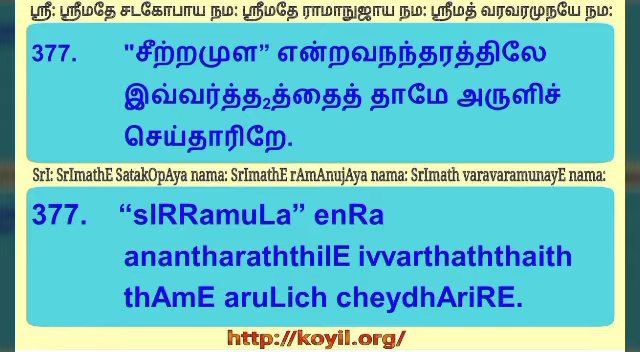 ஸ்ரீ: ஸ்ரீமதே சடகோபாய நம: ஸ்ரீமதே ராமாநுஜாய நம: ஸ்ரீமத் வரவரமுநயே நம:
377. "சீற்றமுள” என்றவநந்தரத்திலே
இவ்வர்த்த2த்தைத் தாமே அருளிச்
செய்தாரிறே.
SrI: SrImathE SatakOpAya nama: SrImathE rAmAnujAya nama: SrImath varavaramunayE nama:
377. “sIRRamuLa” enRa
anantharaththilE ivvarthaththaith
thAmE aruLich cheydhAriRE.
http://koyil.org/